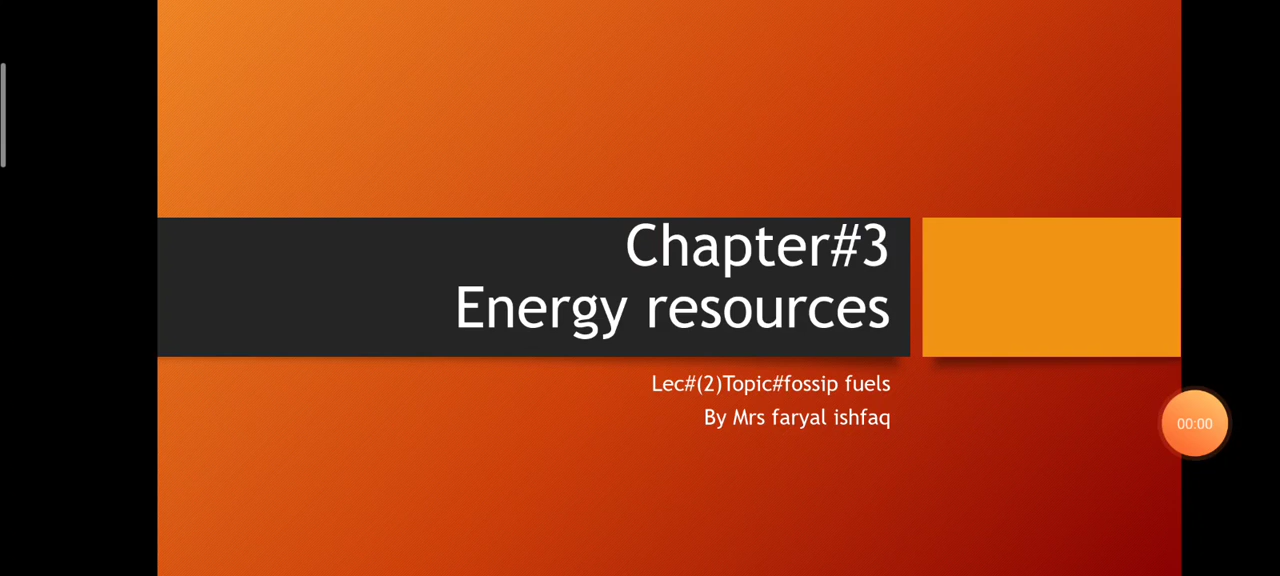 Chapter#3
Energy resources
Lec#(2)Topic#fossip fuels
By Mrs faryal ishfaq
00:00